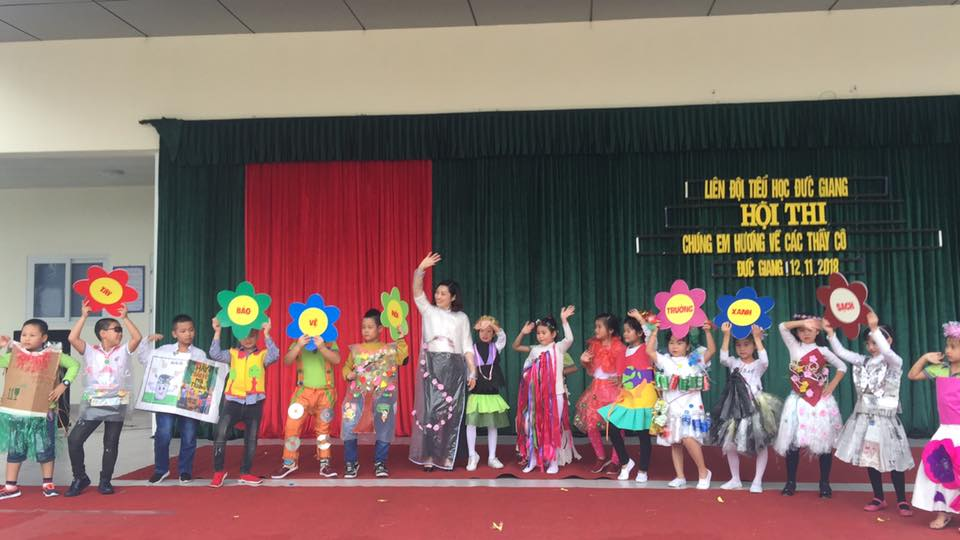 LIÊN ĐỘI TIỂU HỌC ĐỨC GIANG
HỘI THI
CHÚNG EM HƯỚNG VỀ CÁC THẦY CÔ
ĐỨC GIANG 12.11.2018
TAY
BẢO
VỆ
TRƯỜNG
XANH
SẠCH